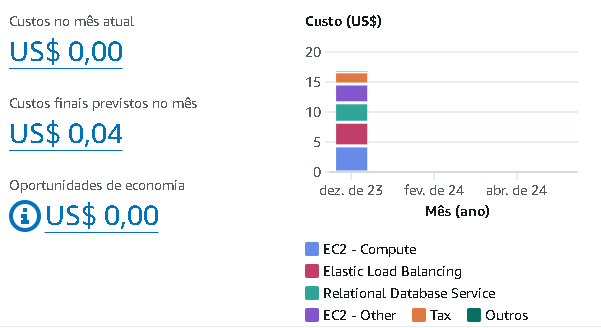 Custos no mês atual
US$ 0,00
Custos finais previstos no mês
US$ 0,04
Oportunidades de economia
US$ 0,00
Custo (US$)
20
15
10
5
0
dez. de 23 fev. de 24 abr. de 24
Mês (ano)
EC2 - Compute
Elastic Load Balancing
Relational Database Service
EC2 - Other Tax Outros